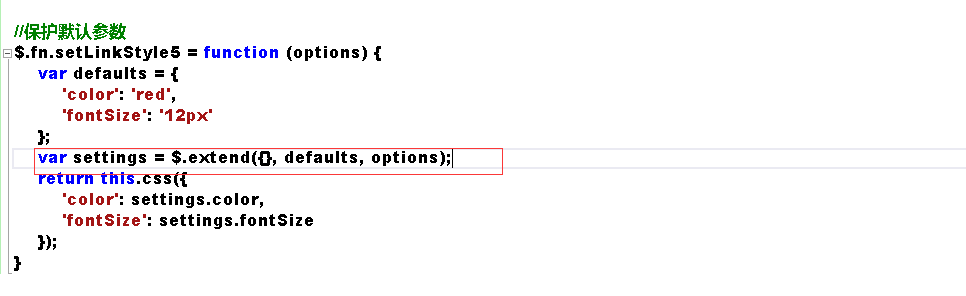 //保护默认参数
$.fn.setLinkStyle5 = function (options) {
var defaults = {
'color': 'red',
'fontSize': '12px'
};
var settings = $.extend({}, defaults, options);
return this.css({
'color': settings.color,
'fontSize': settings.fontSize
});
}